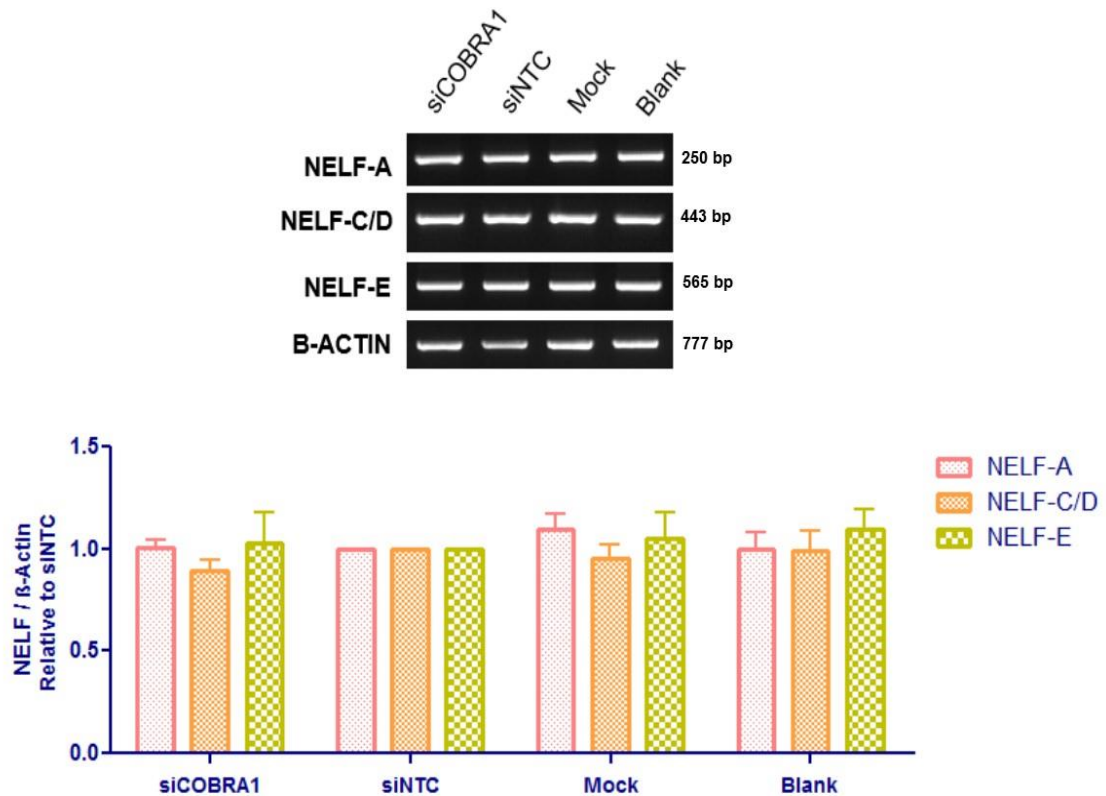 siCOBRA1 siNTC Mock Blank
NELF-A 250 bp
NELF-C/D 443 bp
NELF-E 565 bp
B-ACTIN 777 bp
1.5
1.0
0.5
0.0
NELF / ß-Actin
Relative to siNTC
siCOBRA1 siNTC Mock Blank
NELF-A
NELF-C/D
NELF-E